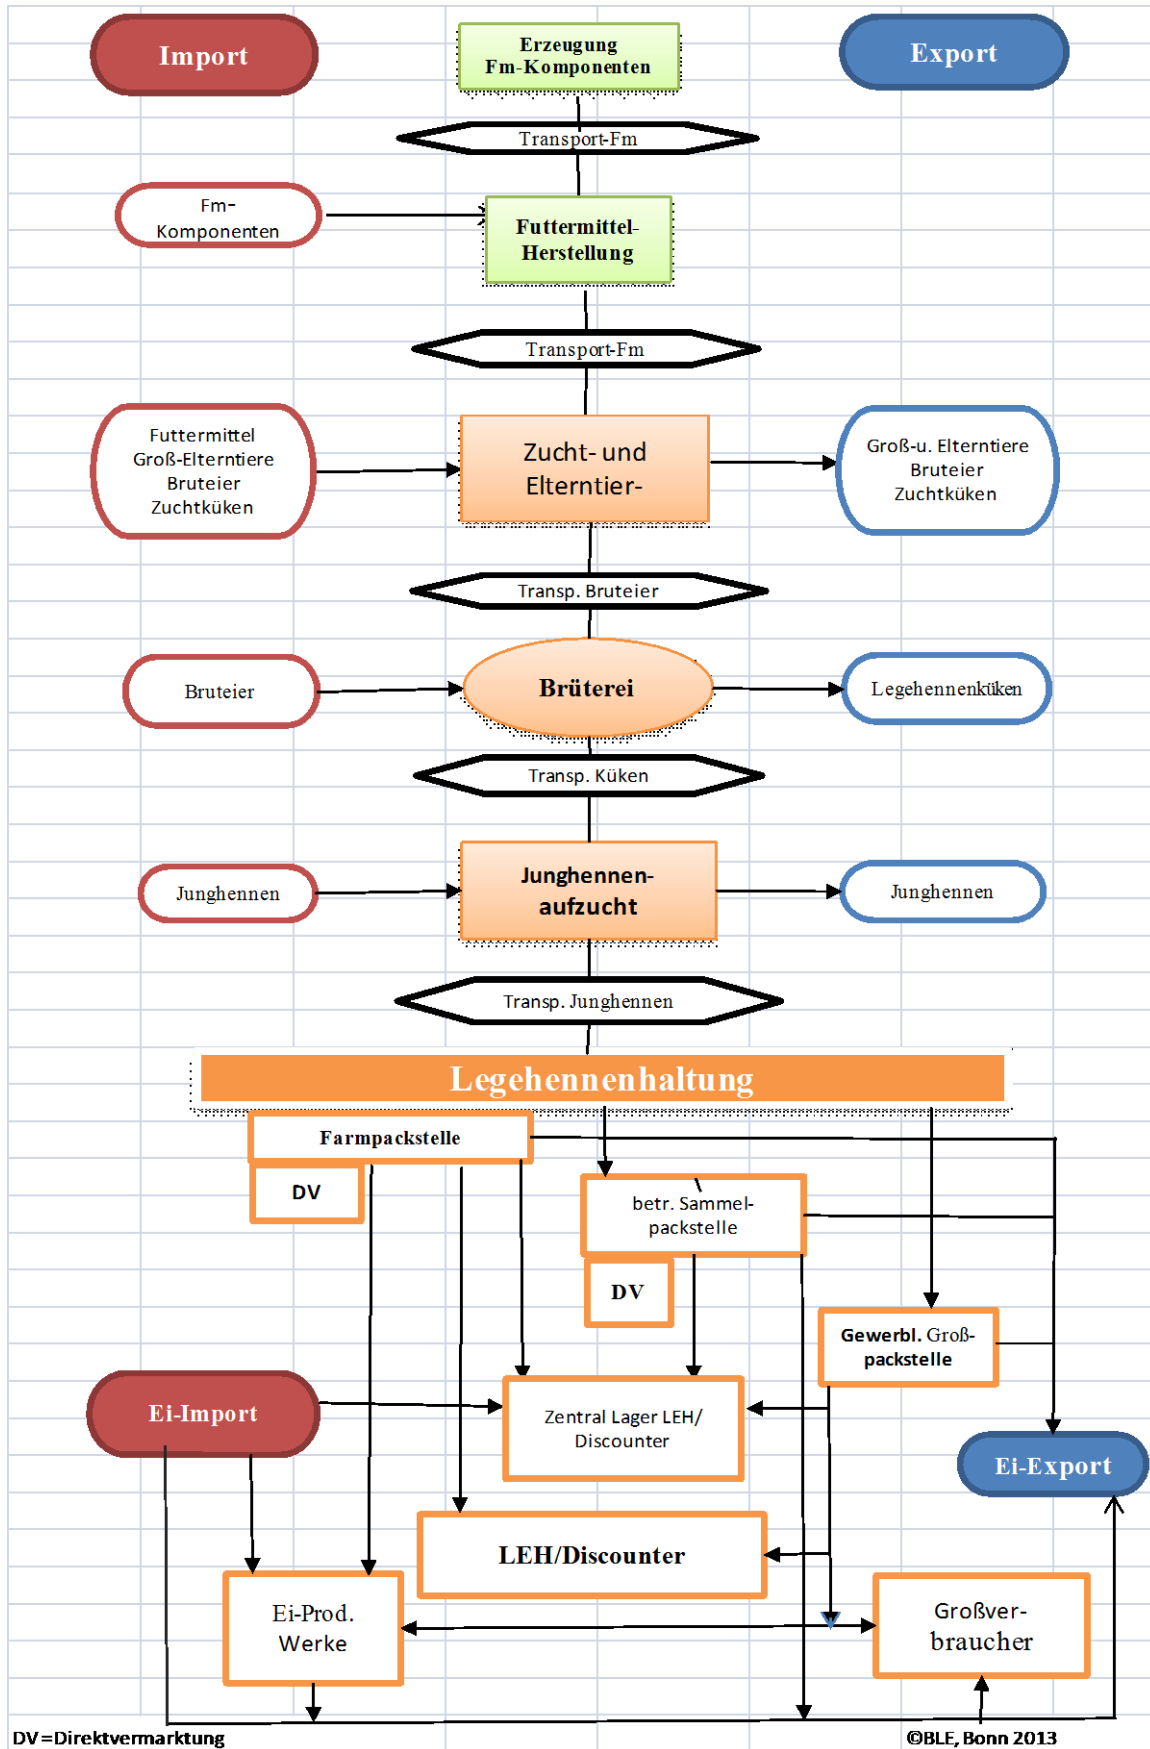 Import
Erzeugung
Fm-Komponenten
Export
Transport-Fm
Fm-
Komponenten
Futtermittel-
Herstellung
Transport-Fm
Futtermittel
Groß-Elterntiere
Bruteier
Zuchtküken
Zucht- und
Elterntier-
Groß-u. Elterntiere
Bruteier
Zuchtküken
Transp. Bruteier
Bruteier
Brüterei
Legehennenküken
Transp. Küken
Junghennen
Junghennen-
aufzucht
Junghennen
Transp. Junghennen
Legehennenhaltung
Farmpackstelle
DV
betr. Sammel-
packstelle
DV
Gewerbl. Groß-
packstelle
Ei-Import
Zentral Lager LEH/
Discounter
Ei-Export
LEH/Discounter
Ei-Prod.
Werke
Großver-
braucher
DV=Direktvermarktung
©BLE, Bonn 2013